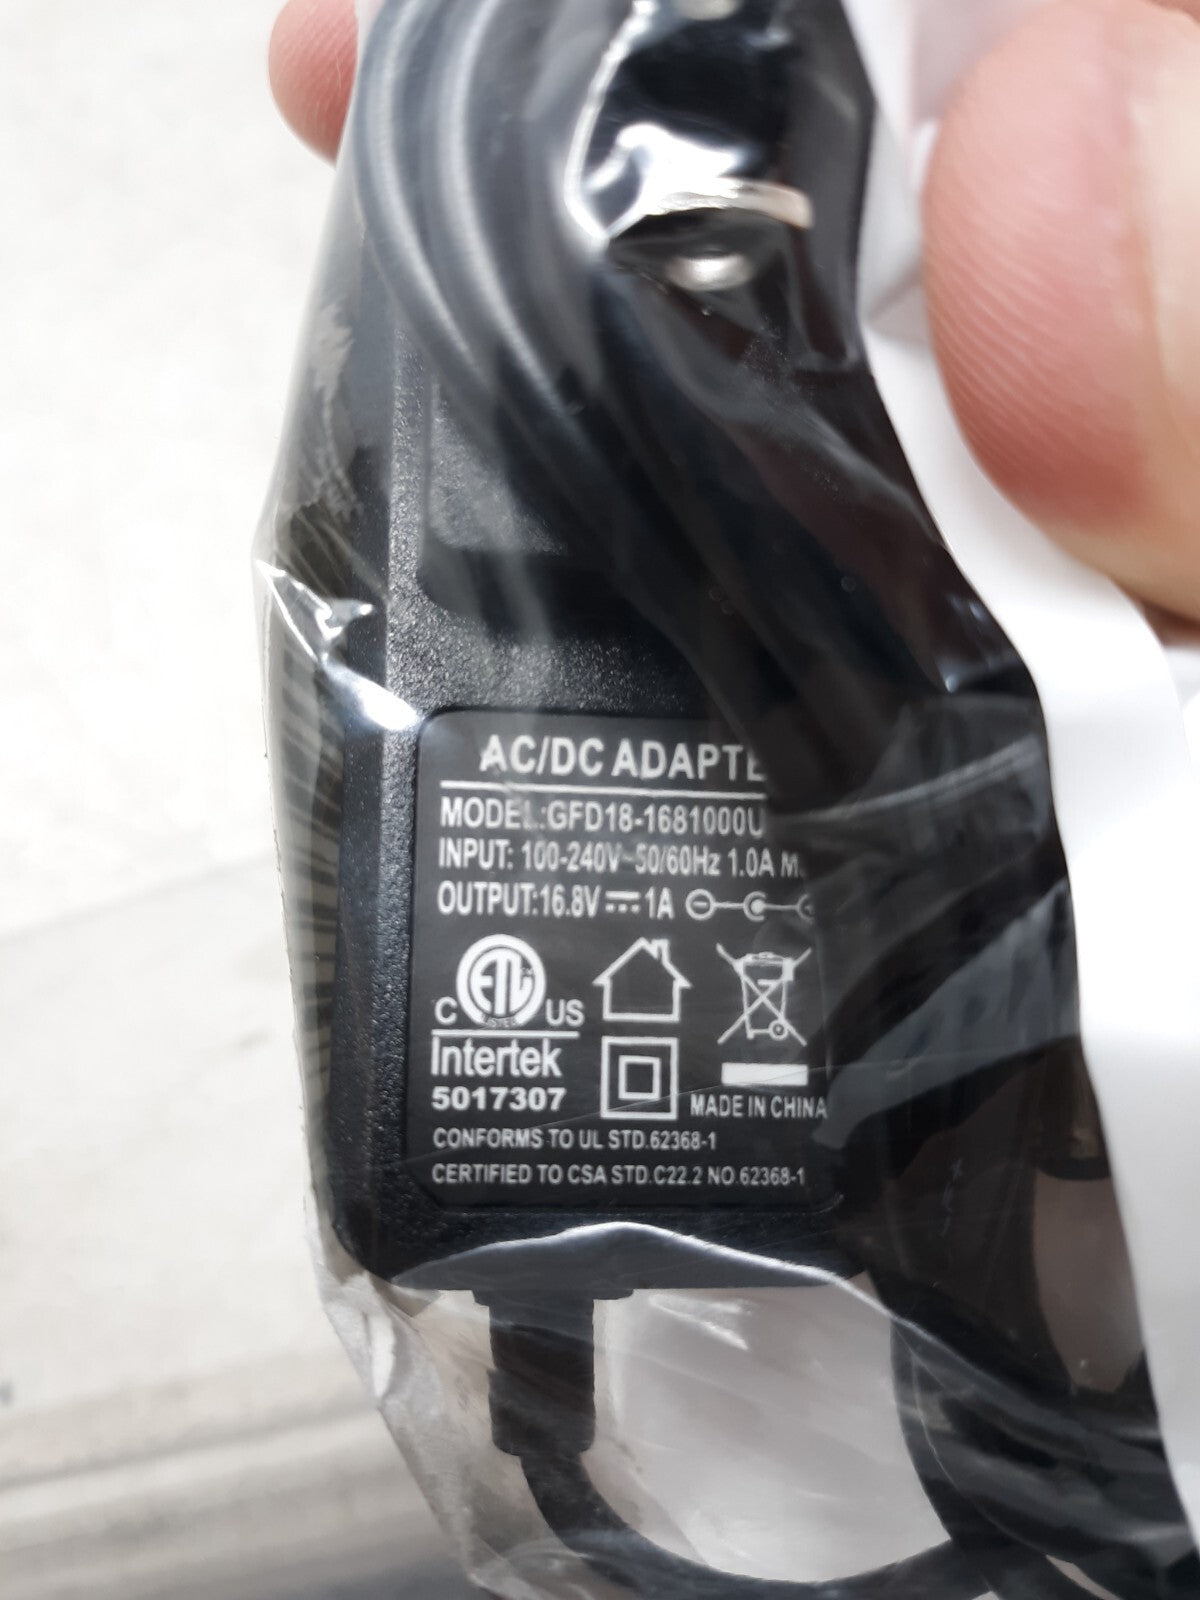 AC/DC ADAPTE
MODEL:GFD18-1681000U
INPUT: 100-240V~50/60Hz 1.0A M
OUTPUT:16.8V⎓1A
C ETL US
LISTED
Intertek
5017307
MADE IN CHINA
CONFORMS TO UL STD.62368-1
CERTIFIED TO CSA STD.C22.2 NO.62368-1